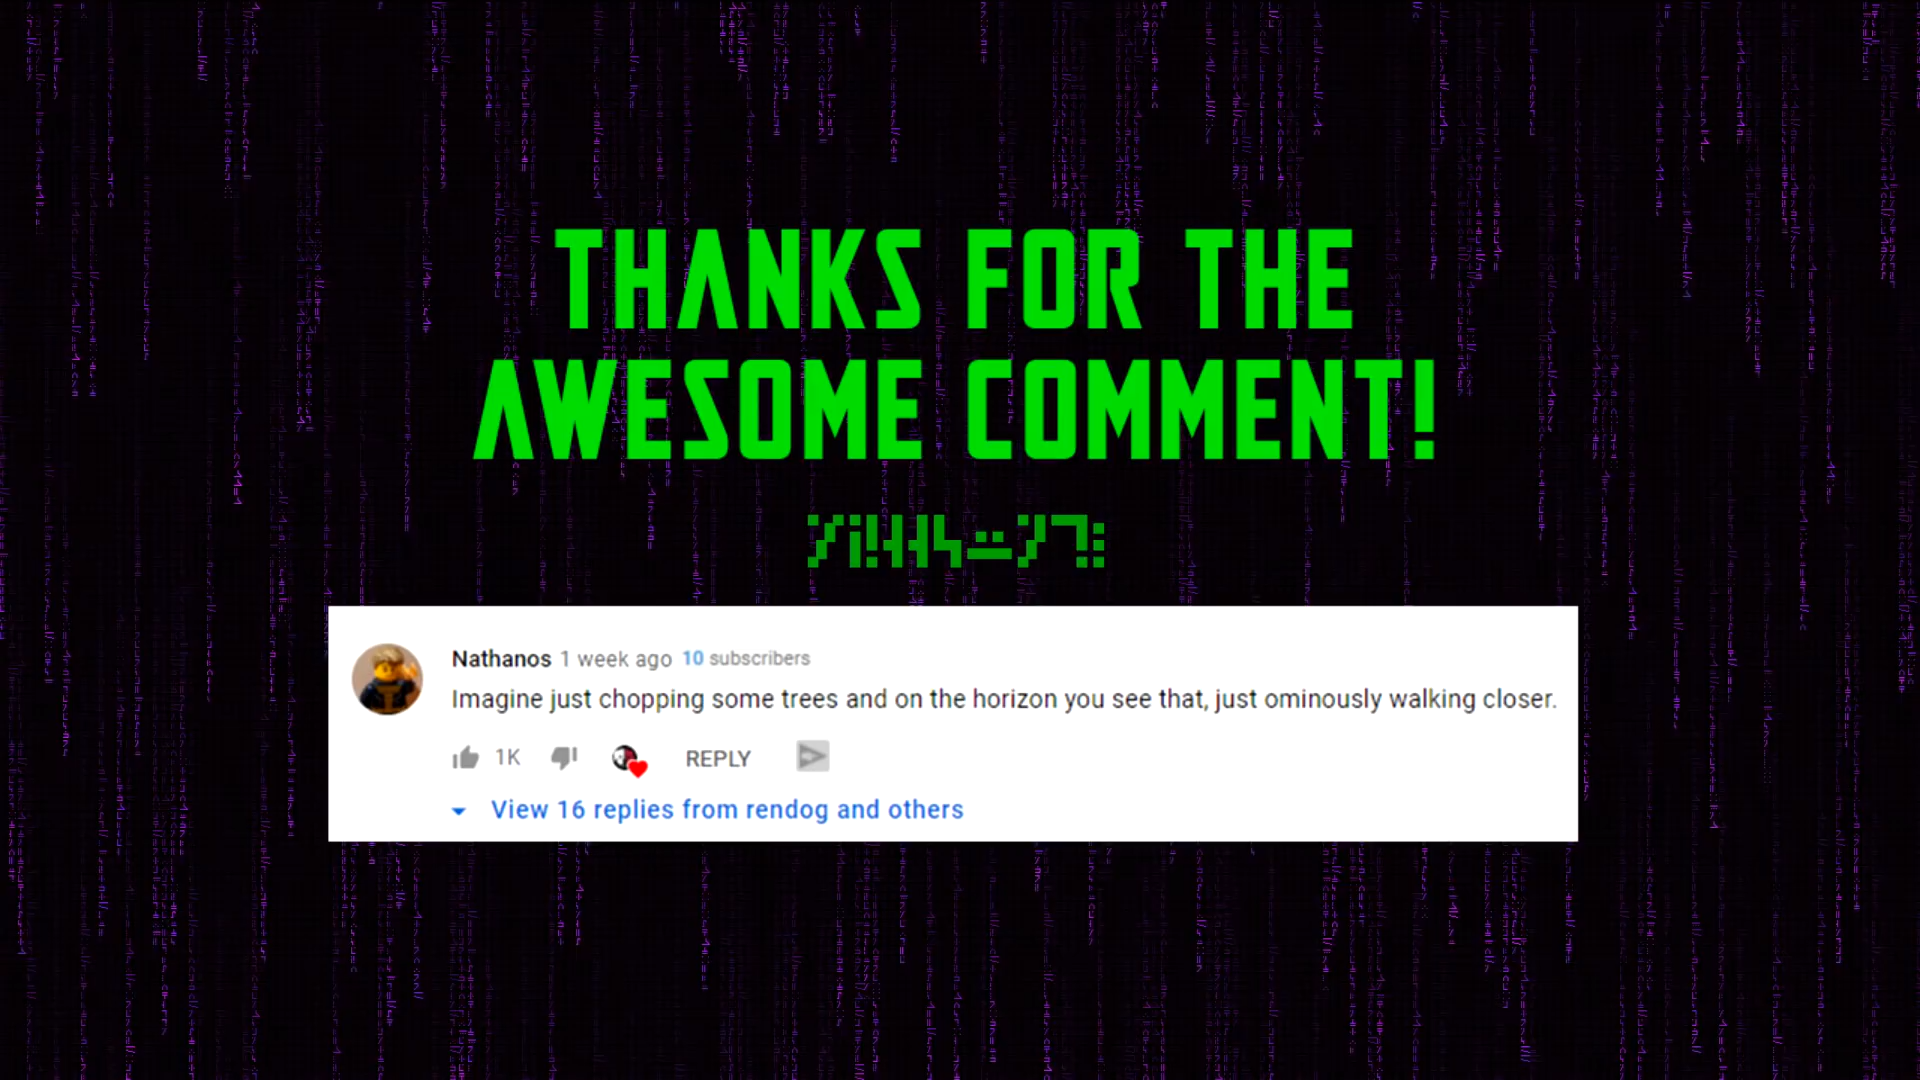 THANKS FOR THE
AWESOME COMMENT!
Nathanos 1 week ago 10 subscribers
Imagine just chopping some trees and on the horizon you see that, just ominously walking closer.
1K REPLY
View 16 replies from rendog and others